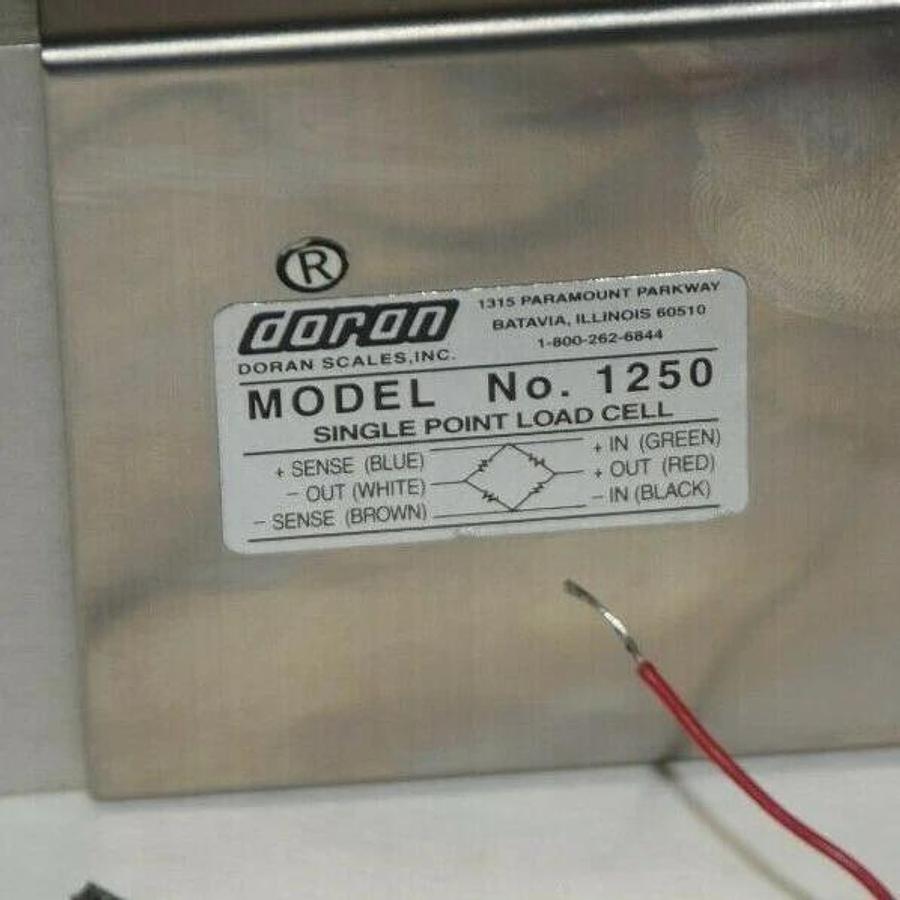 ®
doran
DORAN SCALES,INC.
1315 PARAMOUNT PARKWAY
BATAVIA, ILLINOIS 60510
1-800-262-6844
MODEL No. 1250
SINGLE POINT LOAD CELL
+ SENSE (BLUE)
- OUT (WHITE)
- SENSE (BROWN)
+ IN (GREEN)
+ OUT (RED)
- IN (BLACK)